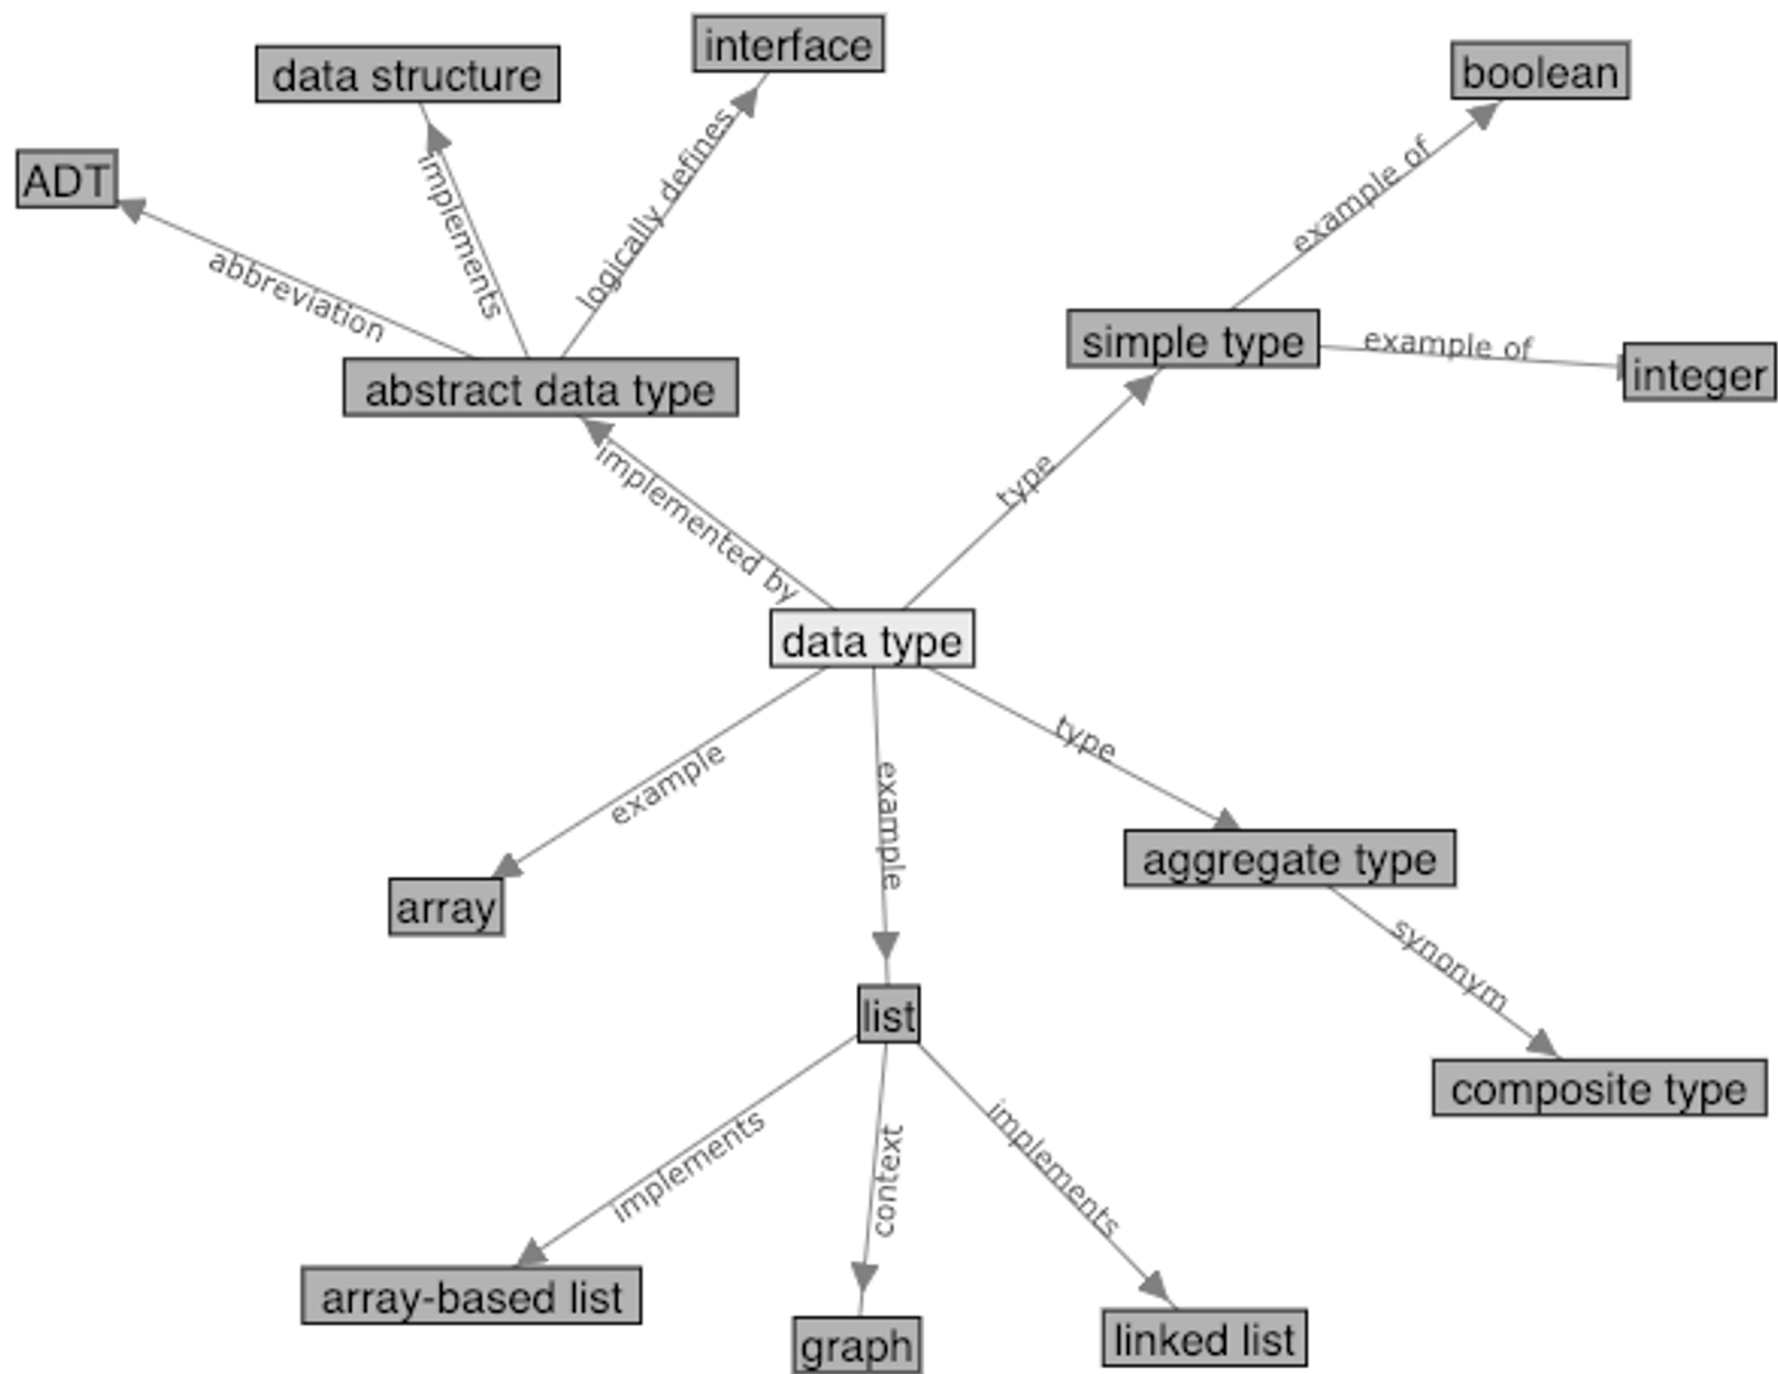 interface
data structure
boolean
ADT
implements
logically defines
example of
abbreviation
simple type
example of
integer
abstract data type
implemented by
type
data type
example
example
type
aggregate type
array
synonym
list
composite type
implements
context
implements
array-based list
graph
linked list